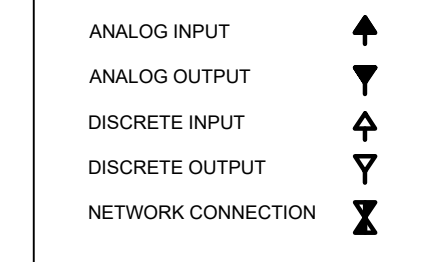 ANALOG INPUT
ANALOG OUTPUT
DISCRETE INPUT
DISCRETE OUTPUT
NETWORK CONNECTION